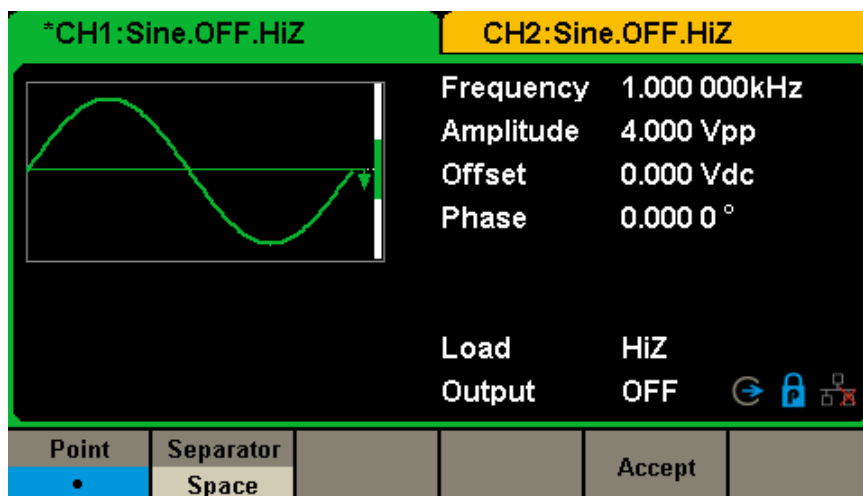 *CH1:Sine.OFF.HiZ CH2:Sine.OFF.HiZ
Frequency 1.000 000kHz
Amplitude 4.000 Vpp
Offset 0.000 Vdc
Phase 0.000 0 °
Load HiZ
Output OFF P
Point Separator Accept
• Space